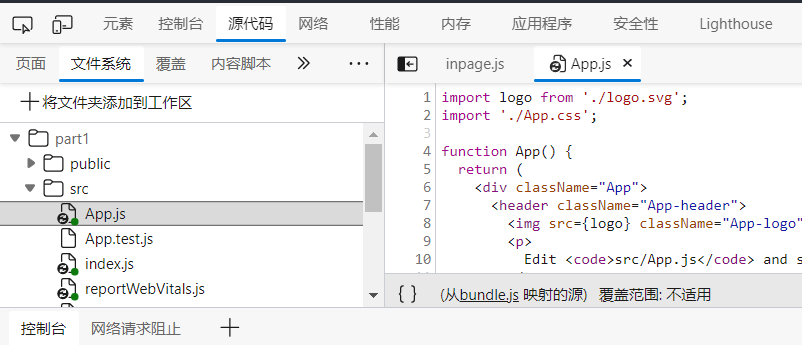 元素 控制台 源代码 网络 性能 内存 应用程序 安全性 Lighthouse
页面 文件系统 覆盖 内容脚本
将文件夹添加到工作区
part1
public
src
App.js
App.test.js
index.js
reportWebVitals.js
inpage.js App.js
1 import logo from './logo.svg';
2 import './App.css';
3
4 function App() {
5 return (
6 <div className="App">
7 <header className="App-header">
8 <img src={logo} className="App-logo"
9 <p>
10 Edit <code>src/App.js</code> and s
{ } (从bundle.js 映射的源) 覆盖范围: 不适用
控制台 网络请求阻止